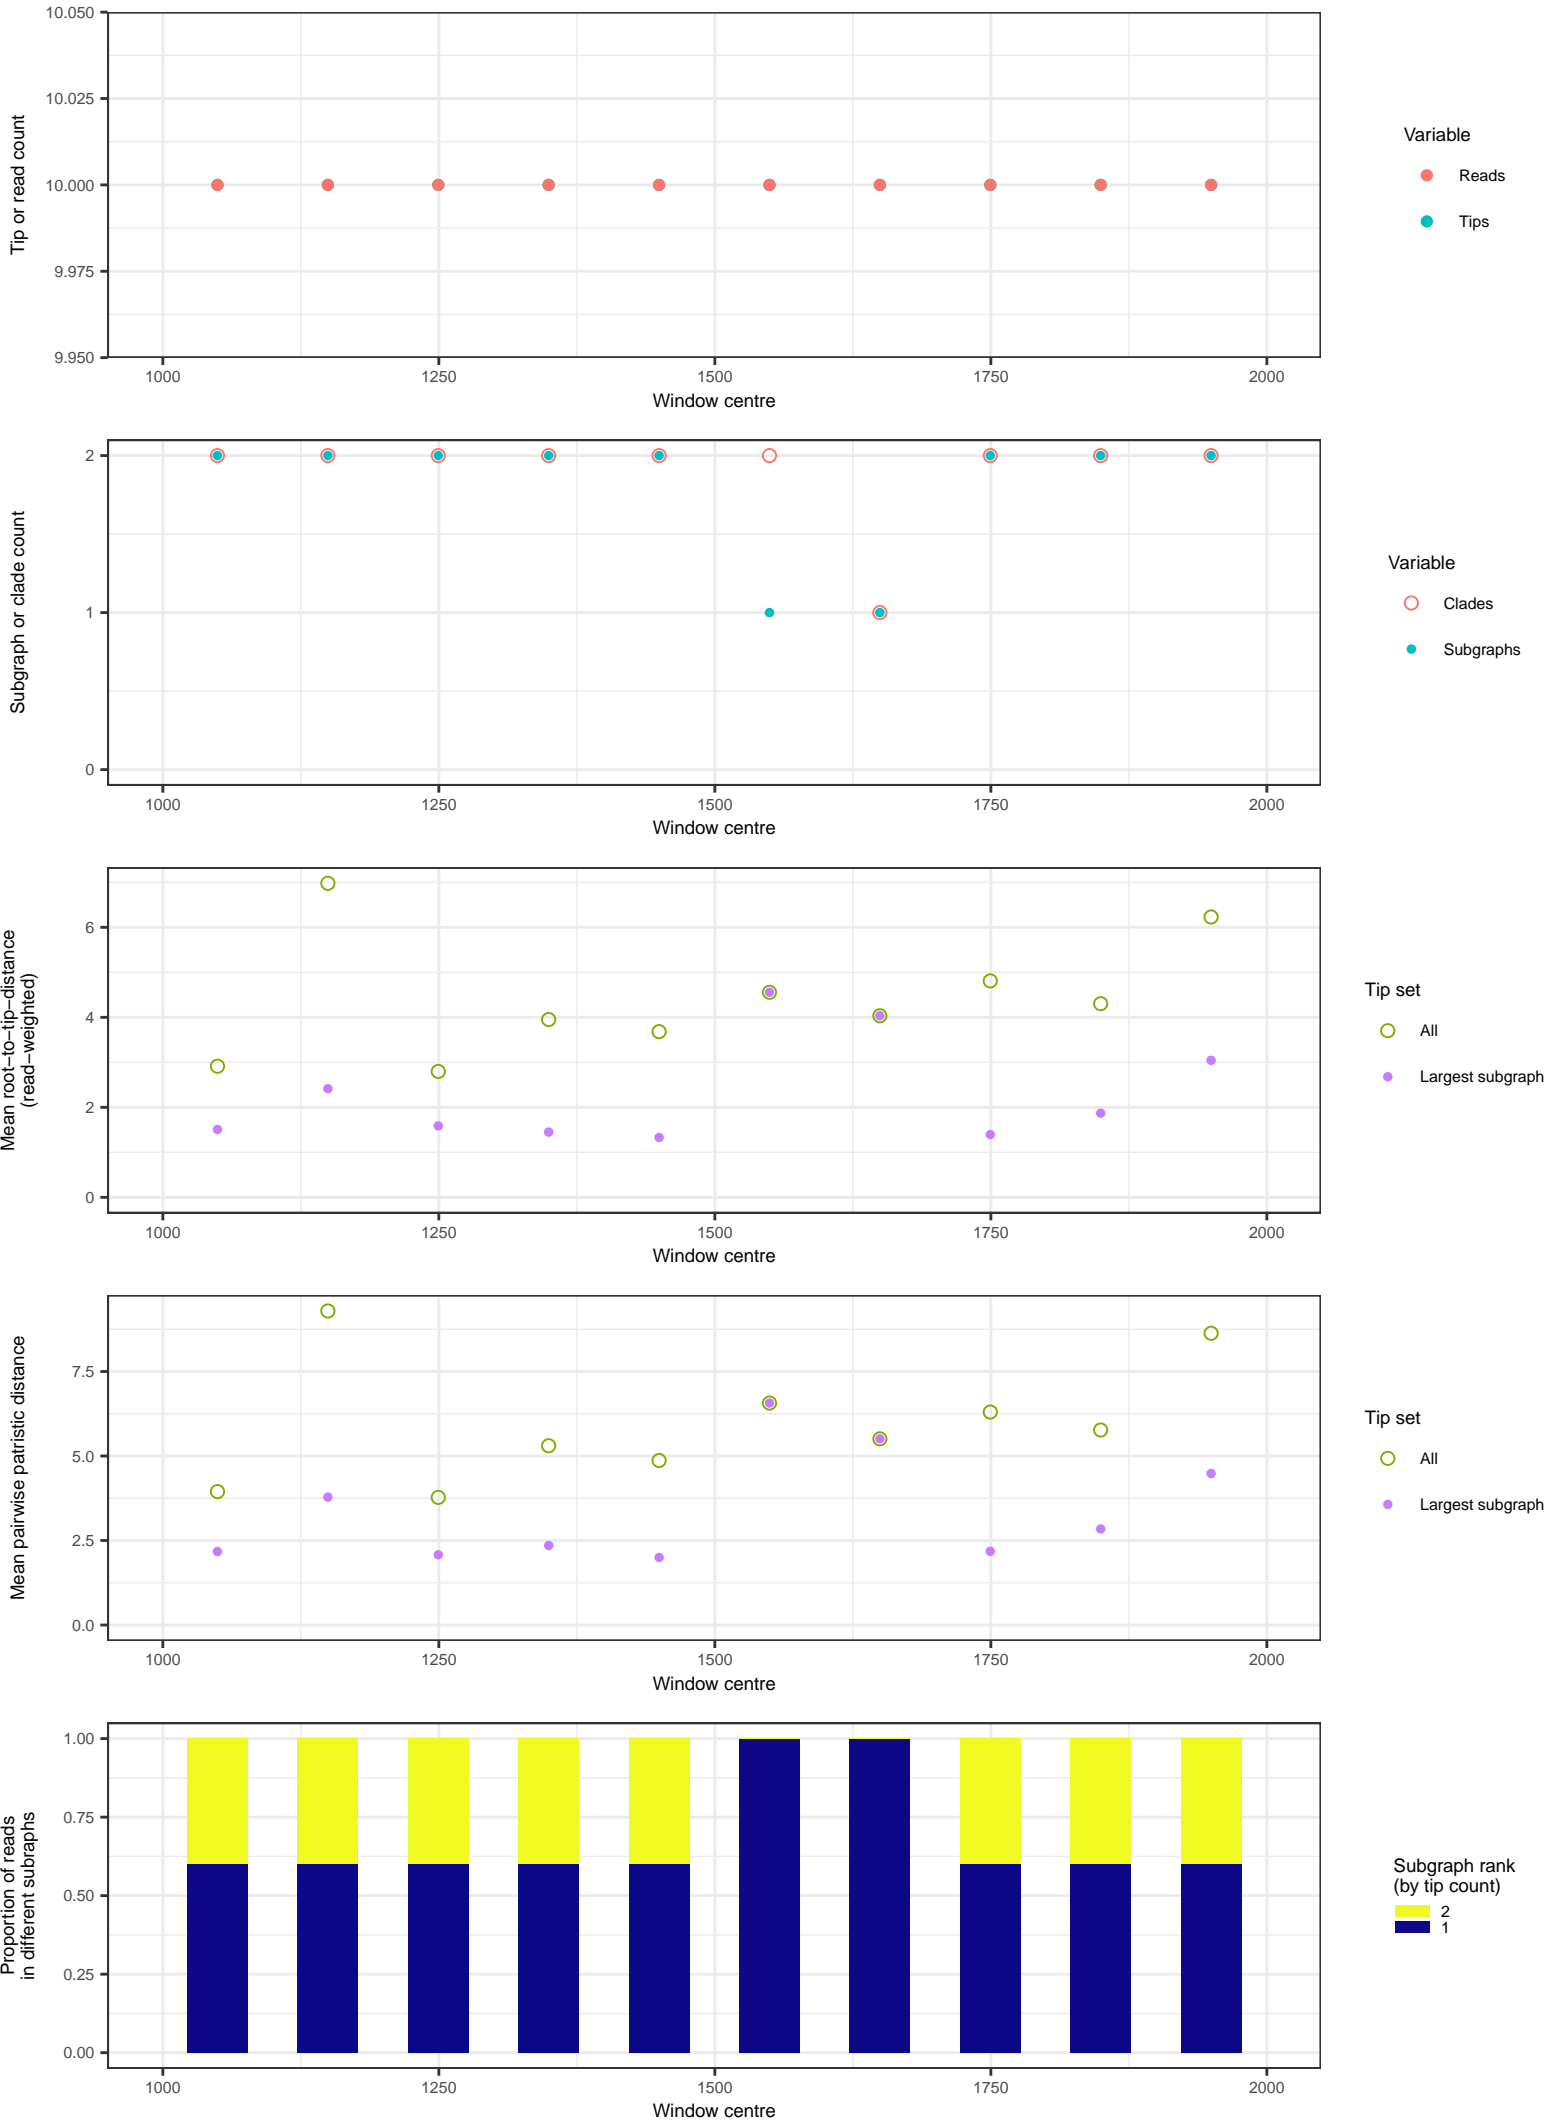 10.050
10.025
10.000
9.975
9.950
Tip or read count
1000 1250 1500 1750 2000
Window centre
Variable
Reads
Tips
2
1
0
Subgraph or clade count
1000 1250 1500 1750 2000
Window centre
Variable
Clades
Subgraphs
6
4
2
0
Mean root−to−tip−distance
(read−weighted)
1000 1250 1500 1750 2000
Window centre
Tip set
All
Largest subgraph
7.5
5.0
2.5
0.0
Mean pairwise patristic distance
1000 1250 1500 1750 2000
Window centre
Tip set
All
Largest subgraph
1.00
0.75
0.50
0.25
0.00
Proportion of reads
in different subraphs
1000 1250 1500 1750 2000
Window centre
Subgraph rank
(by tip count)
2
1